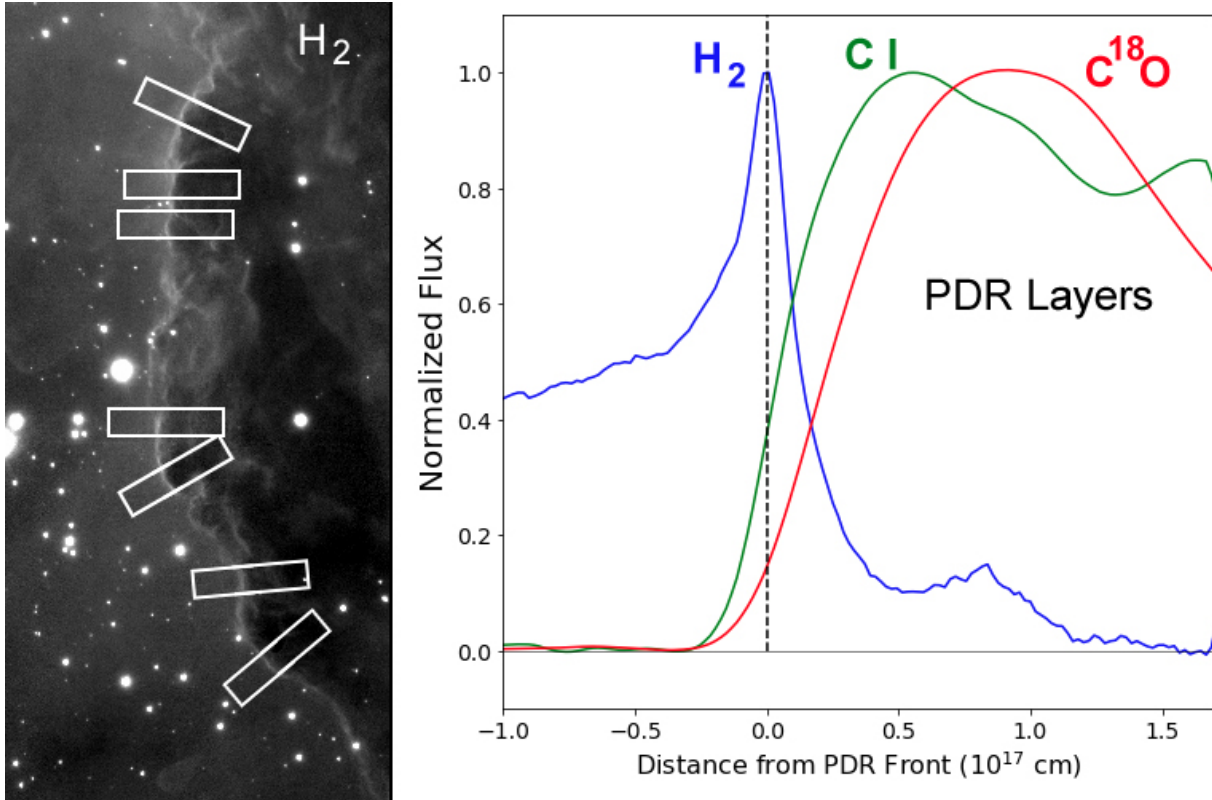 H2
H2
C I
C18O
PDR Layers
Normalized Flux
1.0
0.8
0.6
0.4
0.2
0.0
−1.0 −0.5 0.0 0.5 1.0 1.5
Distance from PDR Front (10^17 cm)